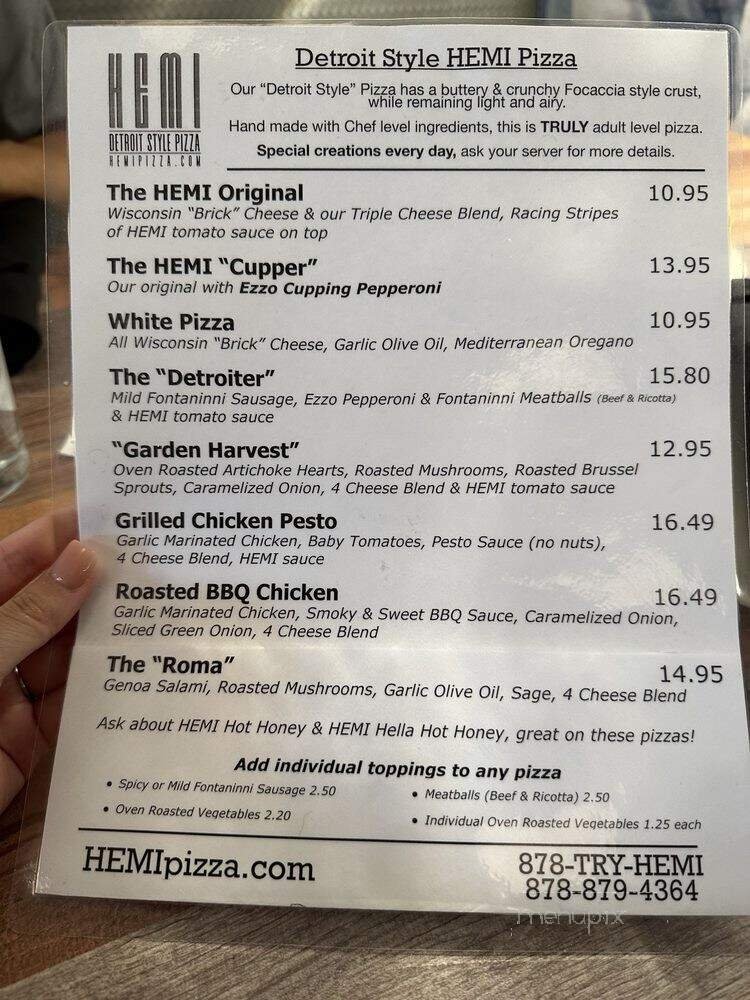 HEMI
DETROIT STYLE PIZZA
HEMIPIZZA.COM
Detroit Style HEMI Pizza
Our “Detroit Style” Pizza has a buttery & crunchy Focaccia style crust,
while remaining light and airy.
Hand made with Chef level ingredients, this is TRULY adult level pizza.
Special creations every day, ask your server for more details.
The HEMI Original 10.95
Wisconsin “Brick” Cheese & our Triple Cheese Blend, Racing Stripes
of HEMI tomato sauce on top
The HEMI “Cupper” 13.95
Our original with Ezzo Cupping Pepperoni
White Pizza 10.95
All Wisconsin “Brick” Cheese, Garlic Olive Oil, Mediterranean Oregano
The “Detroiter” 15.80
Mild Fontaninni Sausage, Ezzo Pepperoni & Fontaninni Meatballs (Beef & Ricotta)
& HEMI tomato sauce
“Garden Harvest” 12.95
Oven Roasted Artichoke Hearts, Roasted Mushrooms, Roasted Brussel
Sprouts, Caramelized Onion, 4 Cheese Blend & HEMI tomato sauce
Grilled Chicken Pesto 16.49
Garlic Marinated Chicken, Baby Tomatoes, Pesto Sauce (no nuts),
4 Cheese Blend, HEMI sauce
Roasted BBQ Chicken 16.49
Garlic Marinated Chicken, Smoky & Sweet BBQ Sauce, Caramelized Onion,
Sliced Green Onion, 4 Cheese Blend
The “Roma” 14.95
Genoa Salami, Roasted Mushrooms, Garlic Olive Oil, Sage, 4 Cheese Blend
Ask about HEMI Hot Honey & HEMI Hella Hot Honey, great on these pizzas!
Add individual toppings to any pizza
• Spicy or Mild Fontaninni Sausage 2.50
• Meatballs (Beef & Ricotta) 2.50
• Oven Roasted Vegetables 2.20
• Individual Oven Roasted Vegetables 1.25 each
HEMIpizza.com
878-TRY-HEMI
878-879-4364
menupix